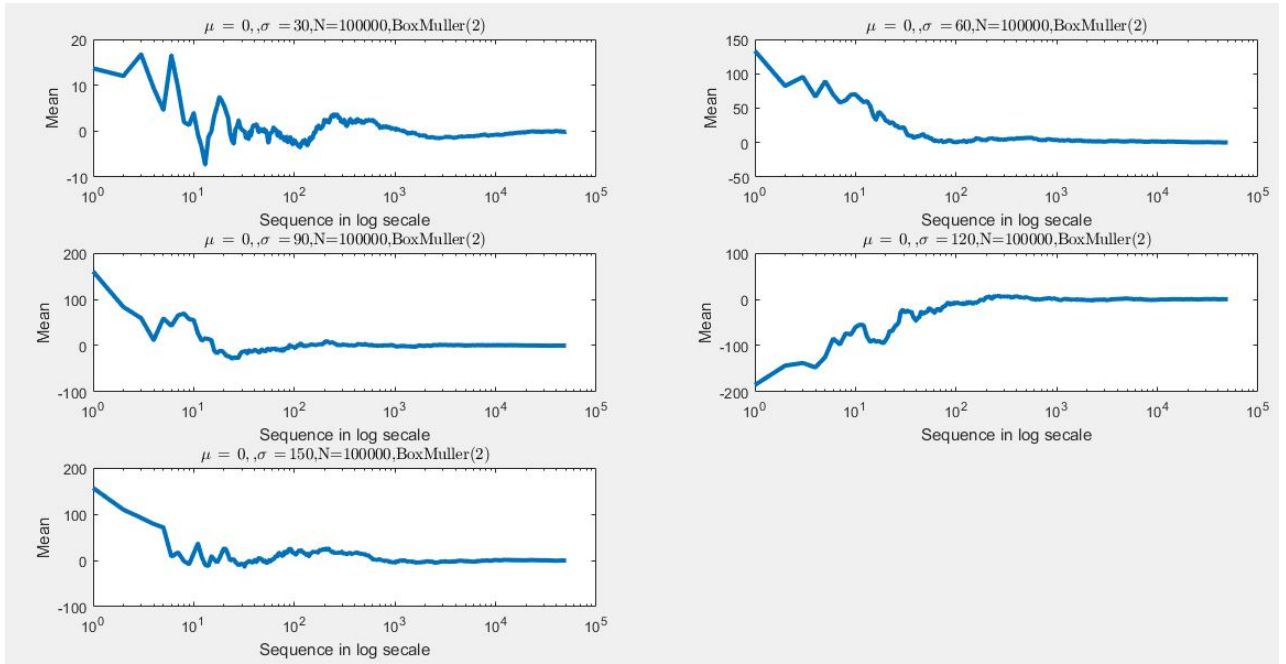 μ = 0,,σ =30,N=100000,BoxMuller(2)
20
10
0
-10
Mean
10^0 10^1 10^2 10^3 10^4 10^5
Sequence in log secale
μ = 0,,σ =60,N=100000,BoxMuller(2)
150
100
50
0
-50
Mean
10^0 10^1 10^2 10^3 10^4 10^5
Sequence in log secale
μ = 0,,σ =90,N=100000,BoxMuller(2)
200
100
0
-100
Mean
10^0 10^1 10^2 10^3 10^4 10^5
Sequence in log secale
μ = 0,,σ =120,N=100000,BoxMuller(2)
100
0
-100
-200
Mean
10^0 10^1 10^2 10^3 10^4 10^5
Sequence in log secale
μ = 0,,σ =150,N=100000,BoxMuller(2)
200
100
0
-100
Mean
10^0 10^1 10^2 10^3 10^4 10^5
Sequence in log secale